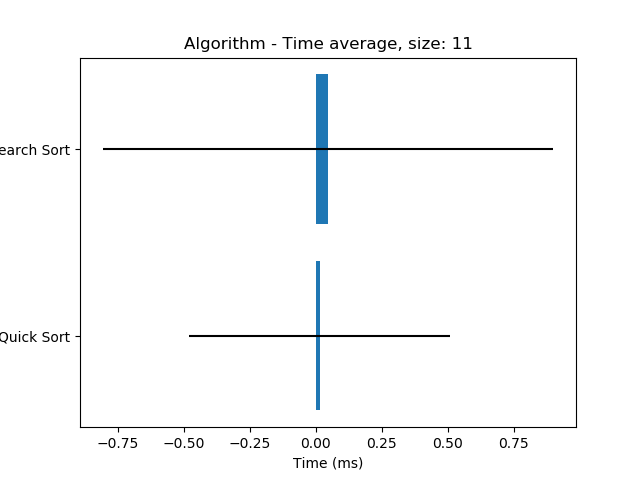 Algorithm - Time average, size: 11
earch Sort
Quick Sort
−0.75 −0.50 −0.25 0.00 0.25 0.50 0.75
Time (ms)